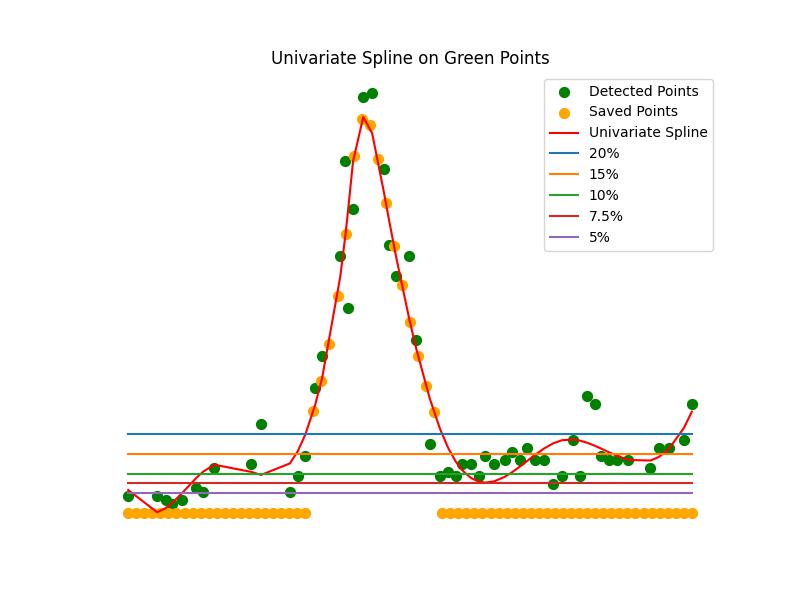 Univariate Spline on Green Points
Detected Points
Saved Points
Univariate Spline
20%
15%
10%
7.5%
5%